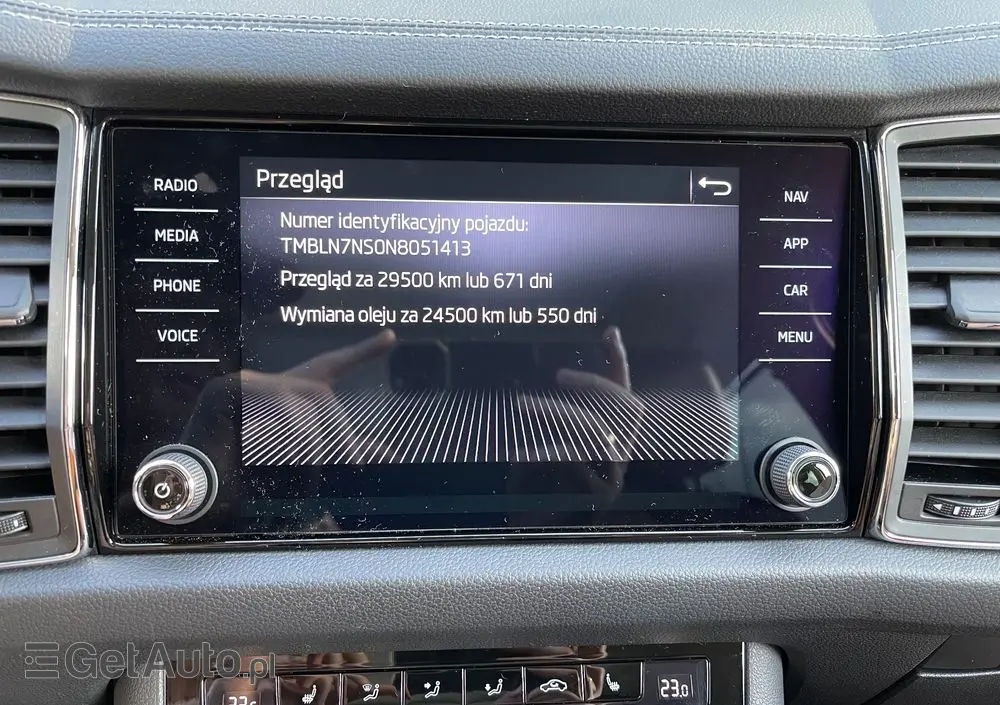 Przegląd
RADIO
MEDIA
PHONE
VOICE
Numer identyfikacyjny pojazdu:
TMBLN7NS0N8051413
Przegląd za 29500 km lub 671 dni
Wymiana oleju za 24500 km lub 550 dni
NAV
APP
CAR
MENU
GetAuto.pl
23.0